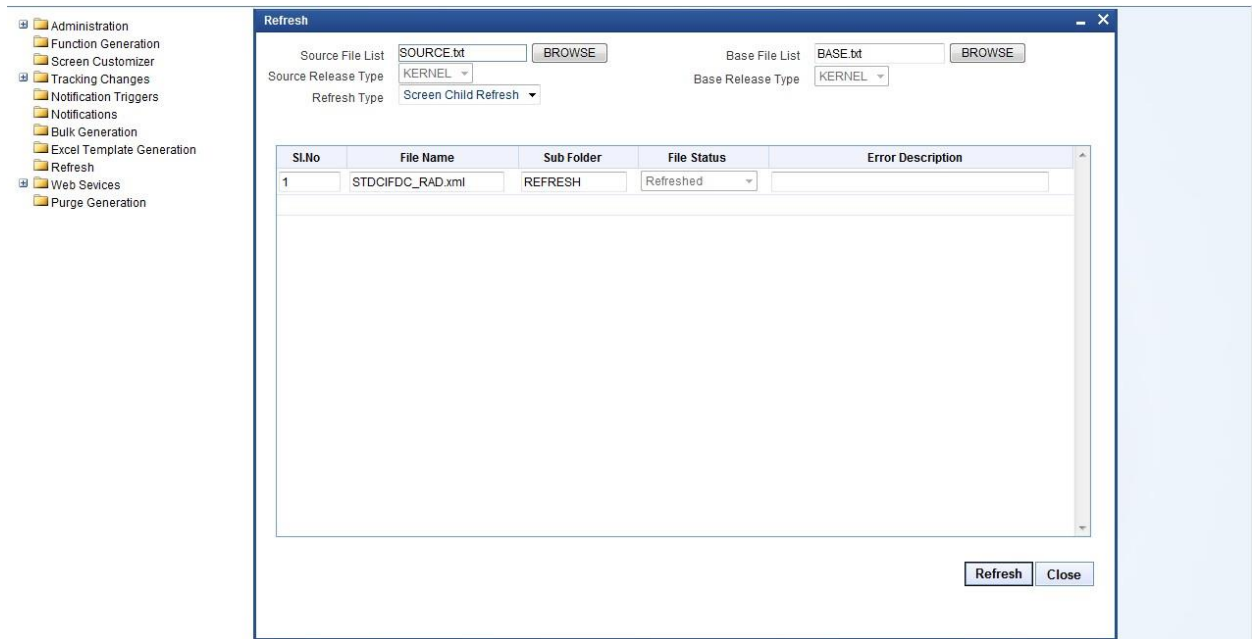 Administration
Function Generation
Screen Customizer
Tracking Changes
Notification Triggers
Notifications
Bulk Generation
Excel Template Generation
Refresh
Web Sevices
Purge Generation
Refresh
Source File List SOURCE.txt BROWSE Base File List BASE.txt BROWSE
Source Release Type KERNEL Base Release Type KERNEL
Refresh Type Screen Child Refresh
Sl.No File Name Sub Folder File Status Error Description
1 STDCIFDC_RAD.xml REFRESH Refreshed
Refresh Close